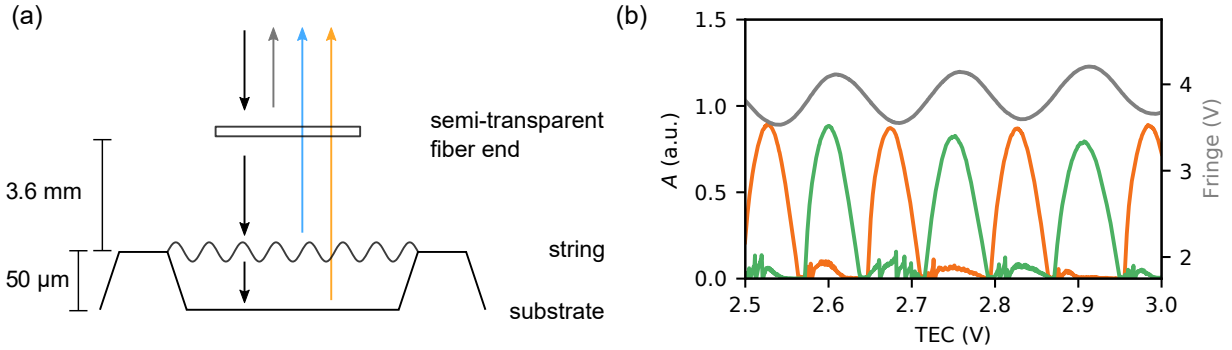 (a)
semi-transparent
fiber end
3.6 mm
string
50 μm
substrate
(b)
1.5
1.0
0.5
0.0
A (a.u.)
4
3
2
Fringe (V)
2.5 2.6 2.7 2.8 2.9 3.0
TEC (V)